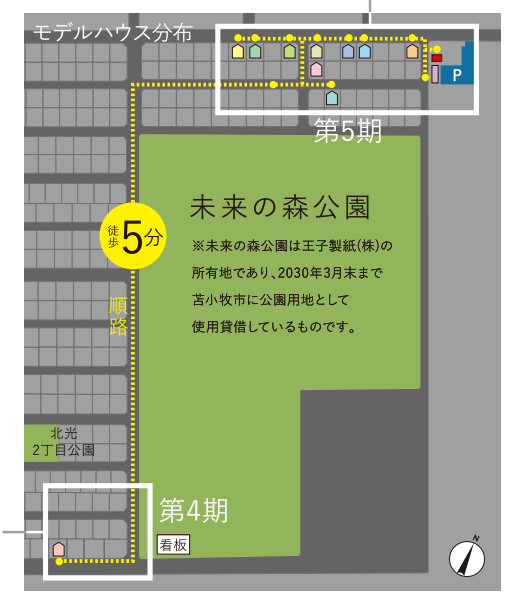 モデルハウス分布
P
第5期
未来の森公園
※未来の森公園は王子製紙(株)の
所有地であり、2030年3月末まで
苫小牧市に公園用地として
使用貸借しているものです。
徒歩5分
順路
北光
2丁目公園
第4期
看板
N